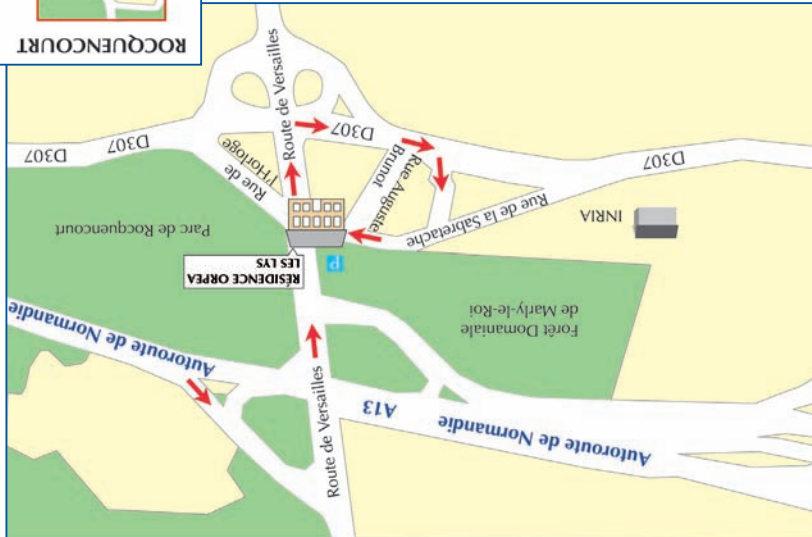 ROCQUENCOURT
Route de Versailles
D307
D307
D307
D307
Rue de
l'Horloge
Rue Auguste
Brunot
Rue de la Sabretache
INRIA
Parc de Rocquencourt
RÉSIDENCE ORPEA
LES LYS
P
Forêt Domaniale
de Marly-le-Roi
Autoroute de Normandie
A13
Autoroute de Normandie
Route de Versailles